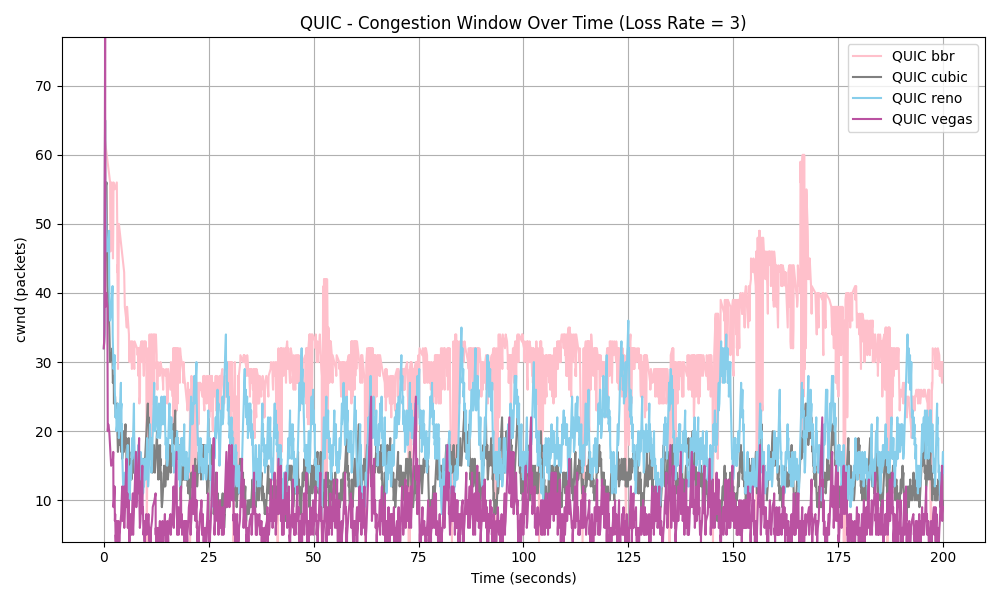 QUIC - Congestion Window Over Time (Loss Rate = 3)
QUIC bbr
QUIC cubic
QUIC reno
QUIC vegas
cwnd (packets)
70
60
50
40
30
20
10
0 25 50 75 100 125 150 175 200
Time (seconds)